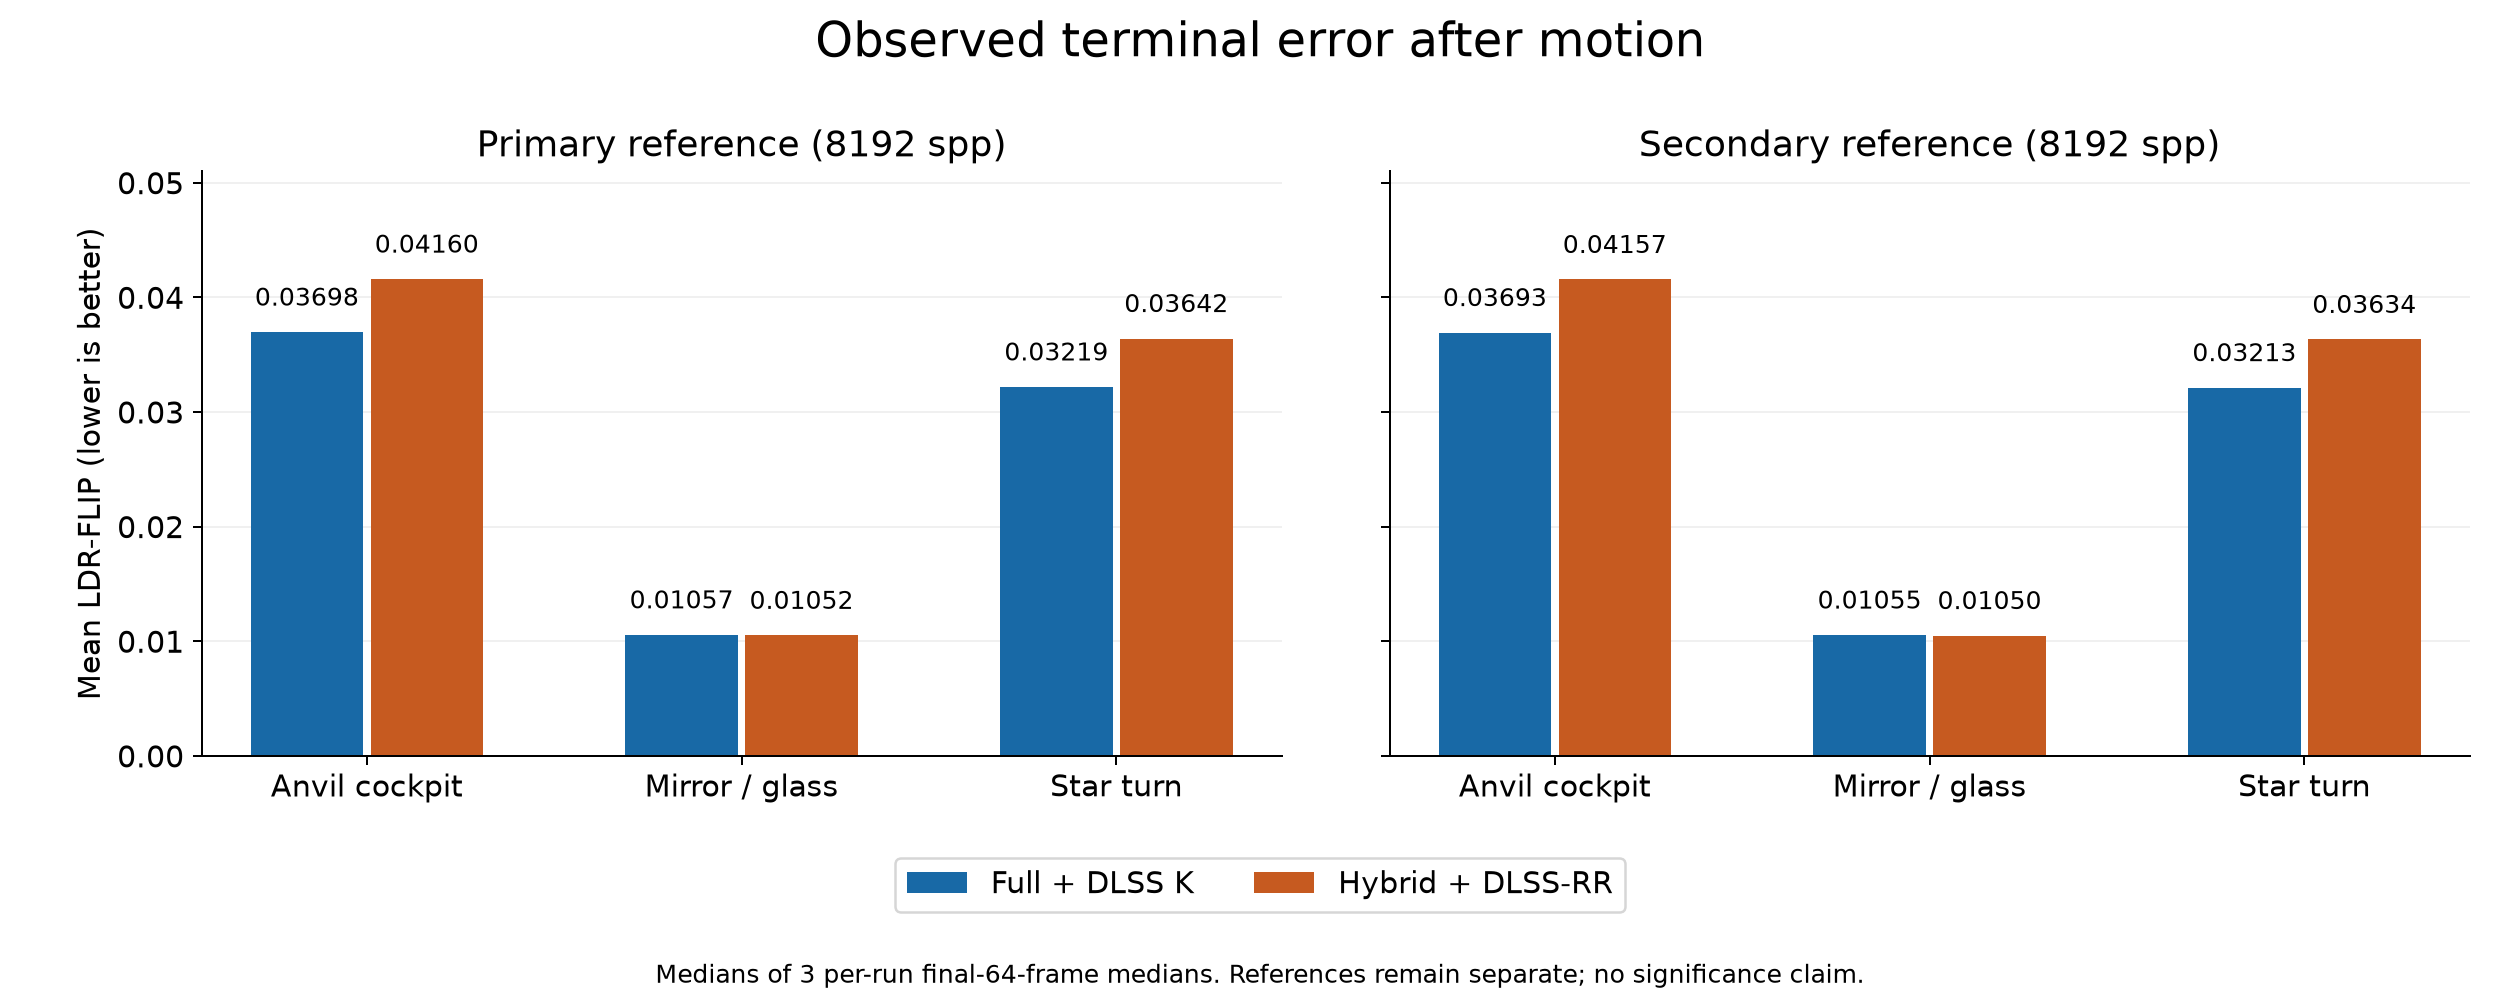 Observed terminal error after motion
Primary reference (8192 spp)
Mean LDR-FLIP (lower is better)
0.05
0.04
0.03
0.02
0.01
0.00
0.03698
0.04160
0.01057
0.01052
0.03219
0.03642
Anvil cockpit
Mirror / glass
Star turn
Secondary reference (8192 spp)
0.03693
0.04157
0.01055
0.01050
0.03213
0.03634
Anvil cockpit
Mirror / glass
Star turn
Full + DLSS K
Hybrid + DLSS-RR
Medians of 3 per-run final-64-frame medians. References remain separate; no significance claim.